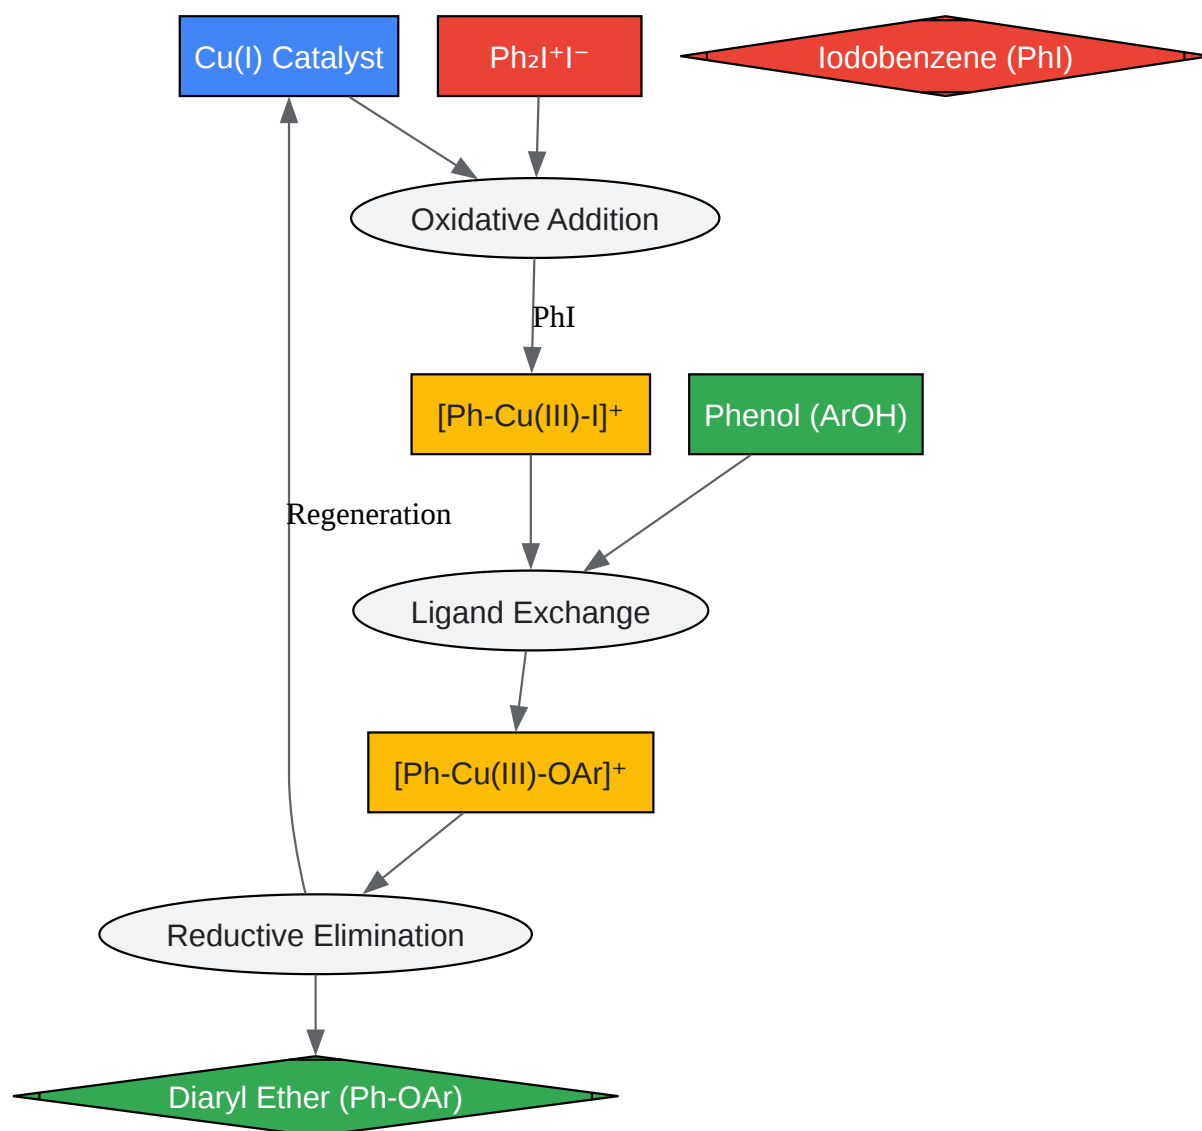 Cu(I) Catalyst
Ph₂I⁺I⁻
Iodobenzene (PhI)
Oxidative Addition
PhI
[Ph-Cu(III)-I]⁺
Phenol (ArOH)
Regeneration
Ligand Exchange
[Ph-Cu(III)-OAr]⁺
Reductive Elimination
Diaryl Ether (Ph-OAr)